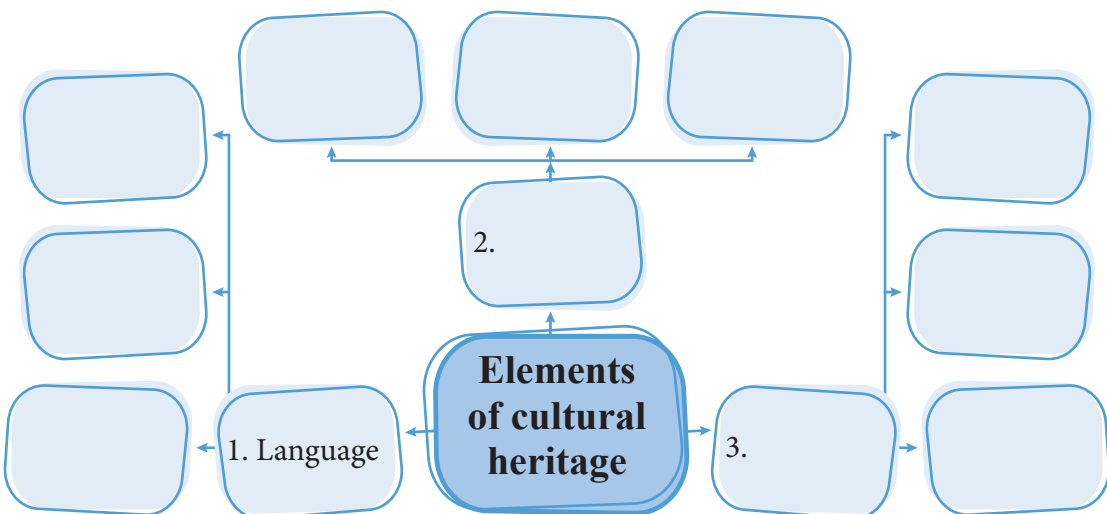 2.
Elements
of cultural
heritage
1. Language
3.